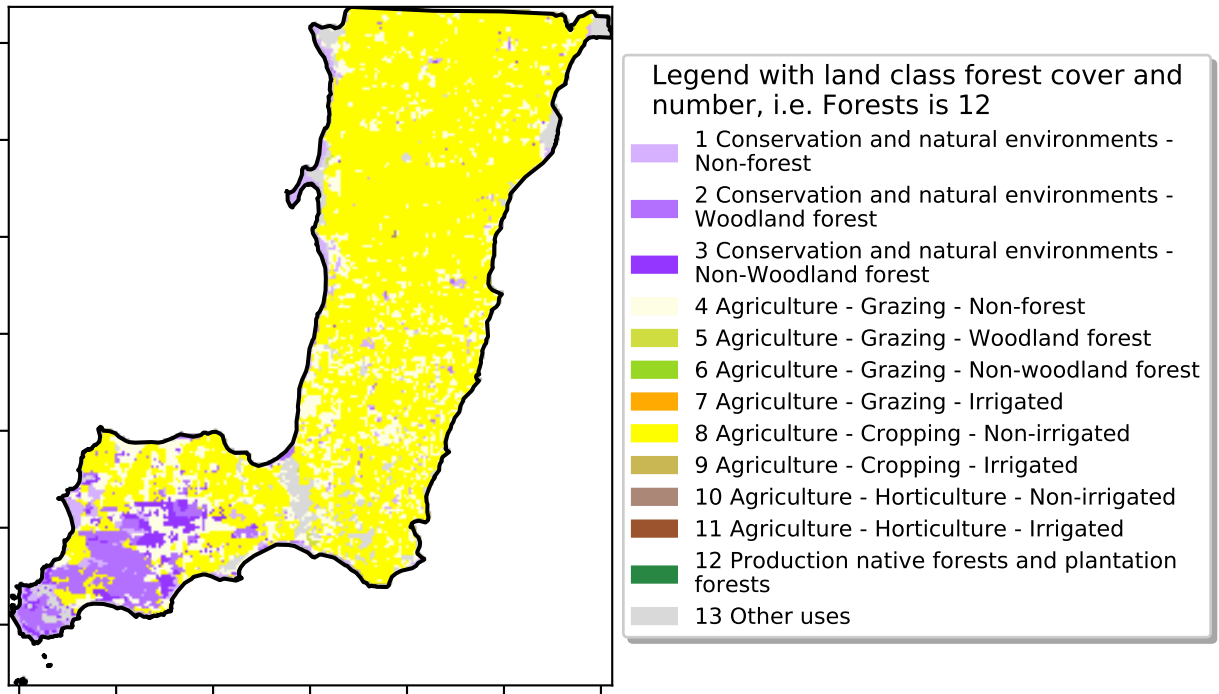 Legend with land class forest cover and
number, i.e. Forests is 12
1 Conservation and natural environments -
Non-forest
2 Conservation and natural environments -
Woodland forest
3 Conservation and natural environments -
Non-Woodland forest
4 Agriculture - Grazing - Non-forest
5 Agriculture - Grazing - Woodland forest
6 Agriculture - Grazing - Non-woodland forest
7 Agriculture - Grazing - Irrigated
8 Agriculture - Cropping - Non-irrigated
9 Agriculture - Cropping - Irrigated
10 Agriculture - Horticulture - Non-irrigated
11 Agriculture - Horticulture - Irrigated
12 Production native forests and plantation
forests
13 Other uses